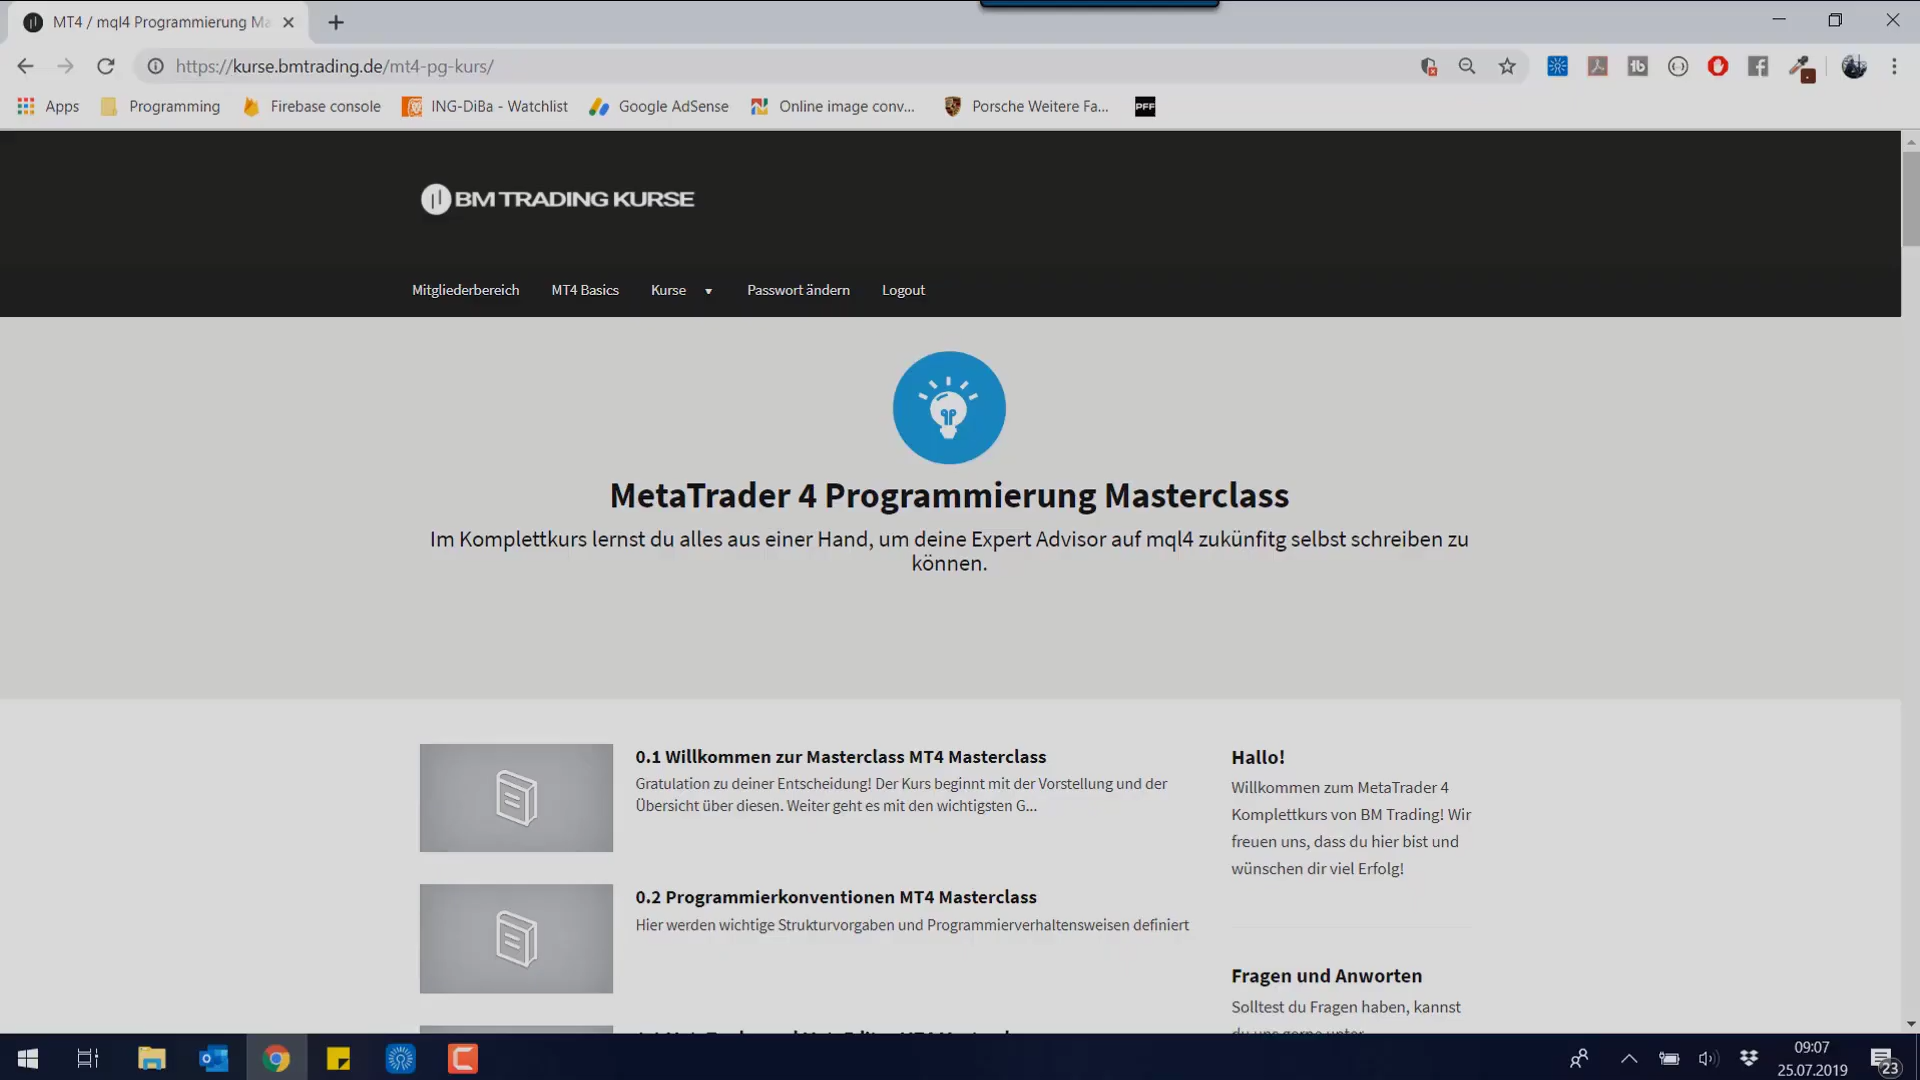 MT4 / mql4 Programmierung Ma
https://kurse.bmtrading.de/mt4-pg-kurs/
Apps
Programming
Firebase console
ING-DiBa - Watchlist
Google AdSense
Online image conv...
Porsche Weitere Fa...
PFF
BM TRADING KURSE
Mitgliederbereich
MT4 Basics
Kurse
Passwort ändern
Logout
MetaTrader 4 Programmierung Masterclass
Im Komplettkurs lernst du alles aus einer Hand, um deine Expert Advisor auf mql4 zukünfitg selbst schreiben zu
können.
0.1 Willkommen zur Masterclass MT4 Masterclass
Gratulation zu deiner Entscheidung! Der Kurs beginnt mit der Vorstellung und der
Übersicht über diesen. Weiter geht es mit den wichtigsten G...
0.2 Programmierkonventionen MT4 Masterclass
Hier werden wichtige Strukturvorgaben und Programmierverhaltensweisen definiert
Hallo!
Willkommen zum MetaTrader 4
Komplettkurs von BM Trading! Wir
freuen uns, dass du hier bist und
wünschen dir viel Erfolg!
Fragen und Anworten
Solltest du Fragen haben, kannst
09:07
25.07.2019
23